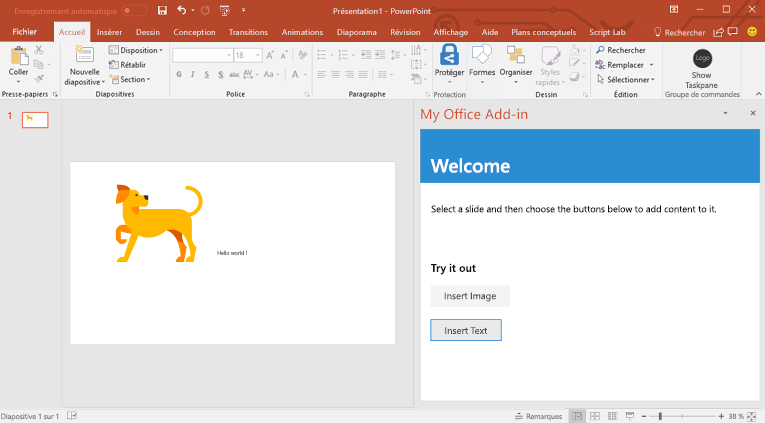 Enregistrement automatique
Présentation1 - PowerPoint
Fichier Accueil Insérer Dessin Conception Transitions Animations Diaporama Révision Affichage Aide Plans conceptuels Script Lab Rechercher
Coller
Nouvelle
diapositive
Disposition
Rétablir
Section
18
G I S S abc AV Aa A A A
Protéger
Formes
Organiser
Styles
rapides
Rechercher
Remplacer
Sélectionner
Logo
Show
Taskpane
Presse-papiers Diapositives Police Paragraphe Protection Dessin Édition Groupe de commandes
1
My Office Add-in
Welcome
Select a slide and then choose the buttons below to add content to it.
Hello world !
Try it out
Insert Image
Insert Text
Diapositive 1 sur 1
Remarques
38 %